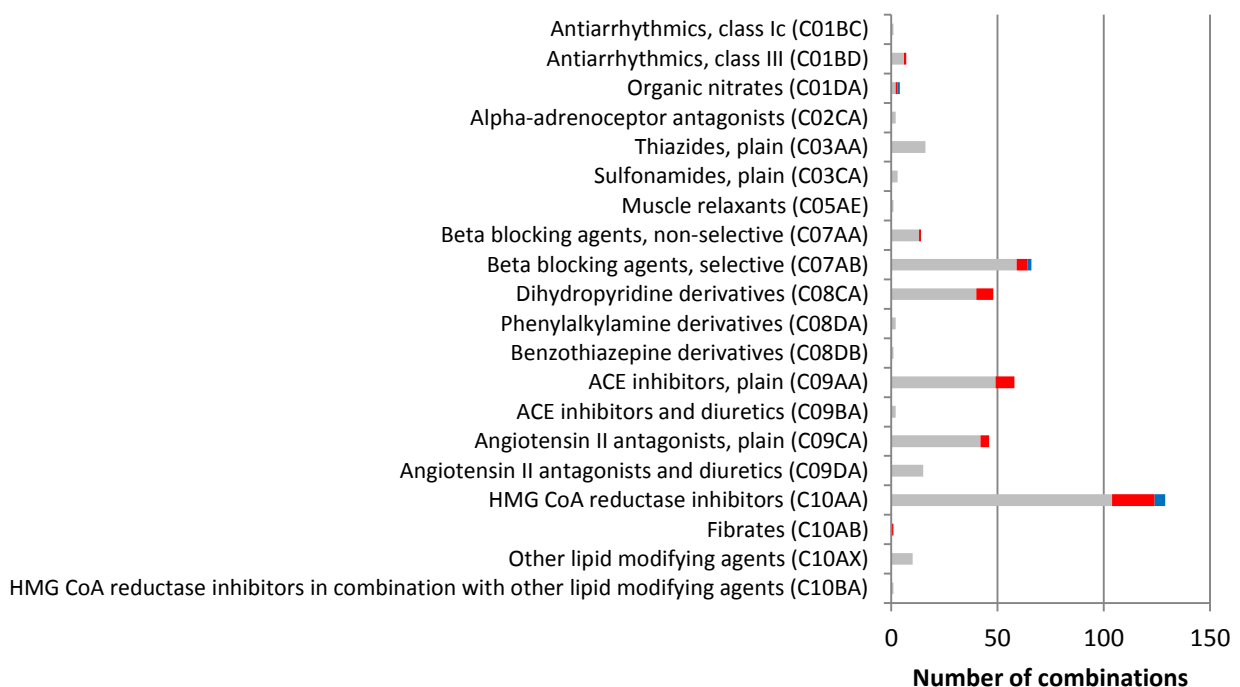 Antiarrhythmics, class Ic (C01BC)
Antiarrhythmics, class III (C01BD)
Organic nitrates (C01DA)
Alpha-adrenoceptor antagonists (C02CA)
Thiazides, plain (C03AA)
Sulfonamides, plain (C03CA)
Muscle relaxants (C05AE)
Beta blocking agents, non-selective (C07AA)
Beta blocking agents, selective (C07AB)
Dihydropyridine derivatives (C08CA)
Phenylalkylamine derivatives (C08DA)
Benzothiazepine derivatives (C08DB)
ACE inhibitors, plain (C09AA)
ACE inhibitors and diuretics (C09BA)
Angiotensin II antagonists, plain (C09CA)
Angiotensin II antagonists and diuretics (C09DA)
HMG CoA reductase inhibitors (C10AA)
Fibrates (C10AB)
Other lipid modifying agents (C10AX)
HMG CoA reductase inhibitors in combination with other lipid modifying agents (C10BA)
0 50 100 150
Number of combinations